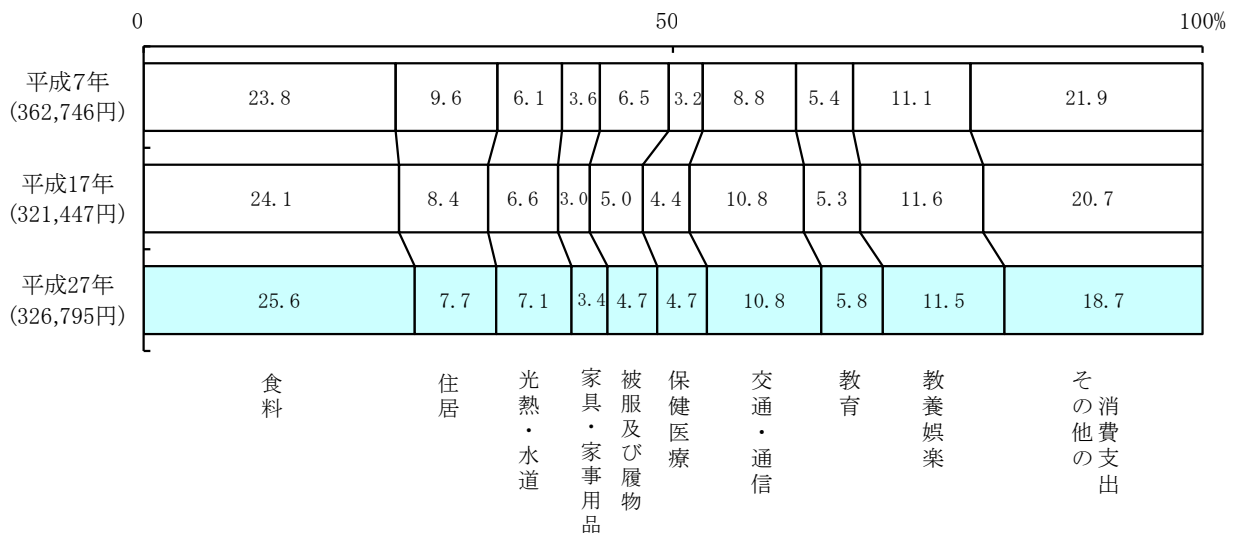 0 50 100%
平成7年
(362,746円)
23.8 9.6 6.1 3.6 6.5 3.2 8.8 5.4 11.1 21.9
平成17年
(321,447円)
24.1 8.4 6.6 3.0 5.0 4.4 10.8 5.3 11.6 20.7
平成27年
(326,795円)
25.6 7.7 7.1 3.4 4.7 4.7 10.8 5.8 11.5 18.7
食料
住居
光熱・水道
家具・家事用品
被服及び履物
保健医療
交通・通信
教育
教養娯楽
その他の
消費支出